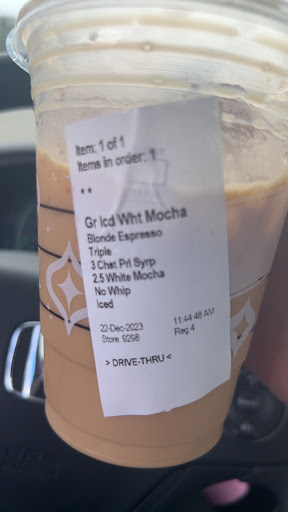 Item: 1 of 1
Items in order: 1
* *
Gr Icd Wht Mocha
Blonde Espresso
Triple
3 Chst Prl Syrp
2.5 White Mocha
No Whip
Iced
22-Dec-2023 11:44:48 AM
Store: 9298 Reg 4
> DRIVE-THRU <